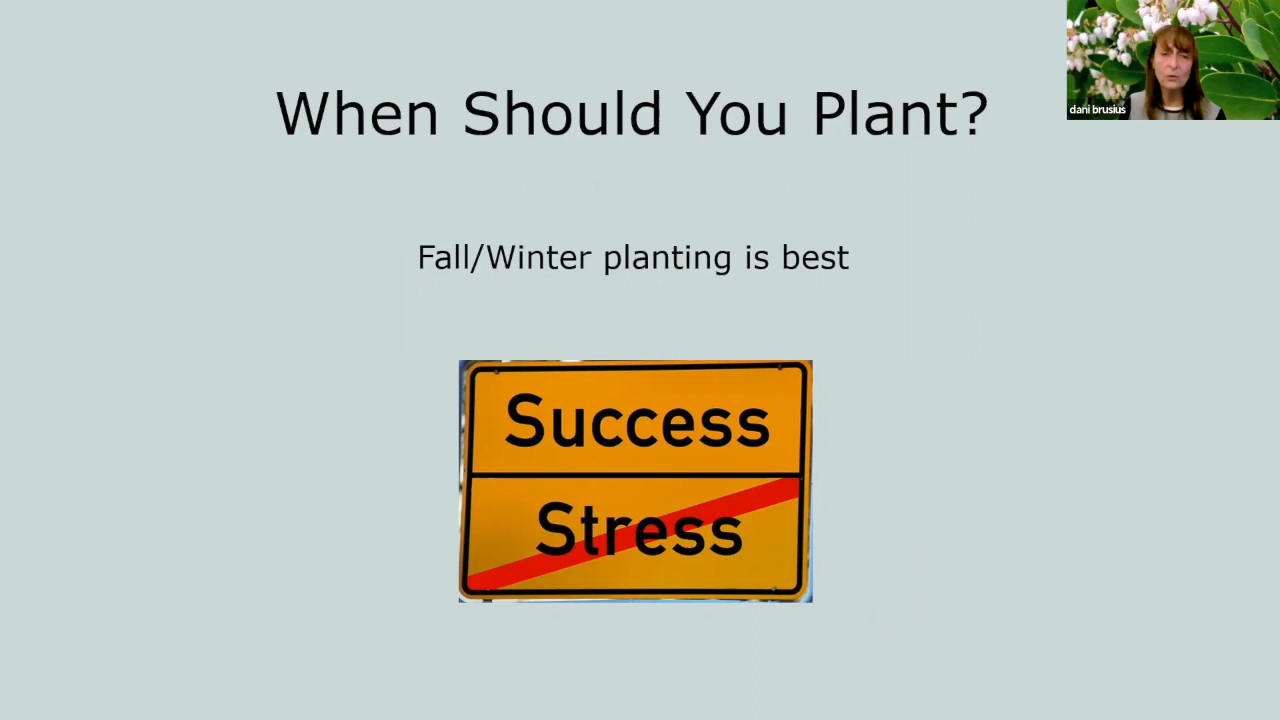 When Should You Plant?
dani brusius
Fall/Winter planting is best
Success
Stress